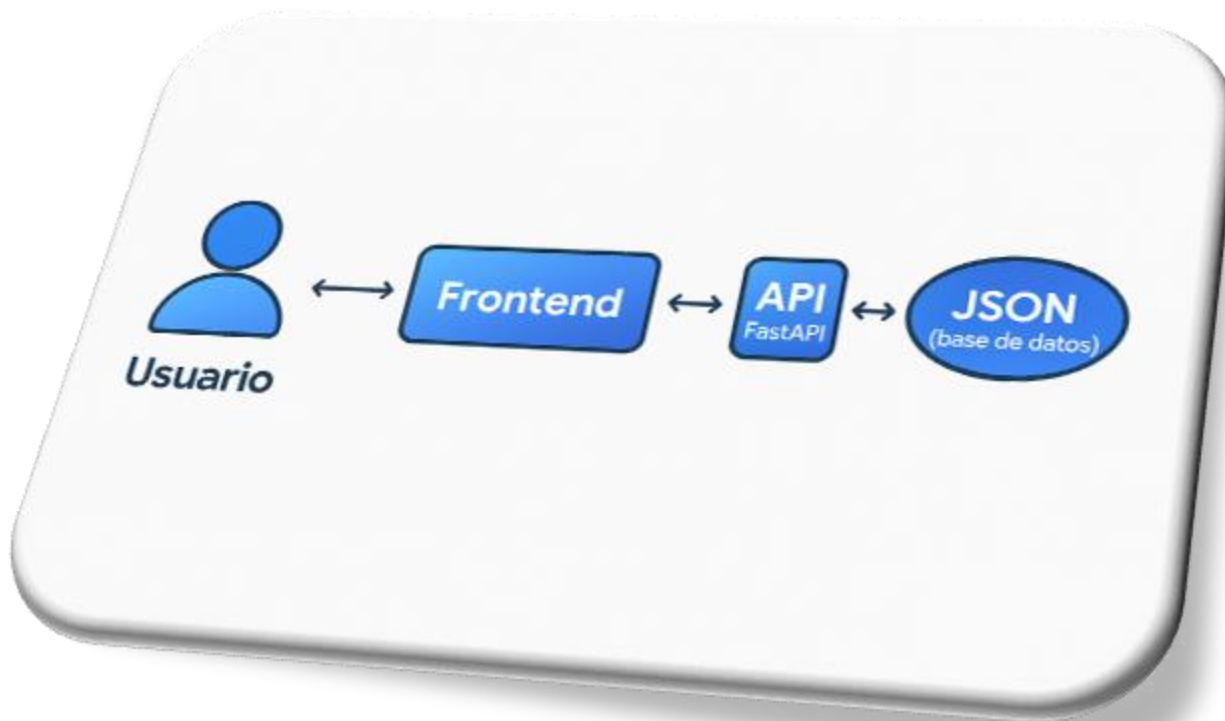 Usuario
Frontend
API
FastAPI
JSON
(base de datos)